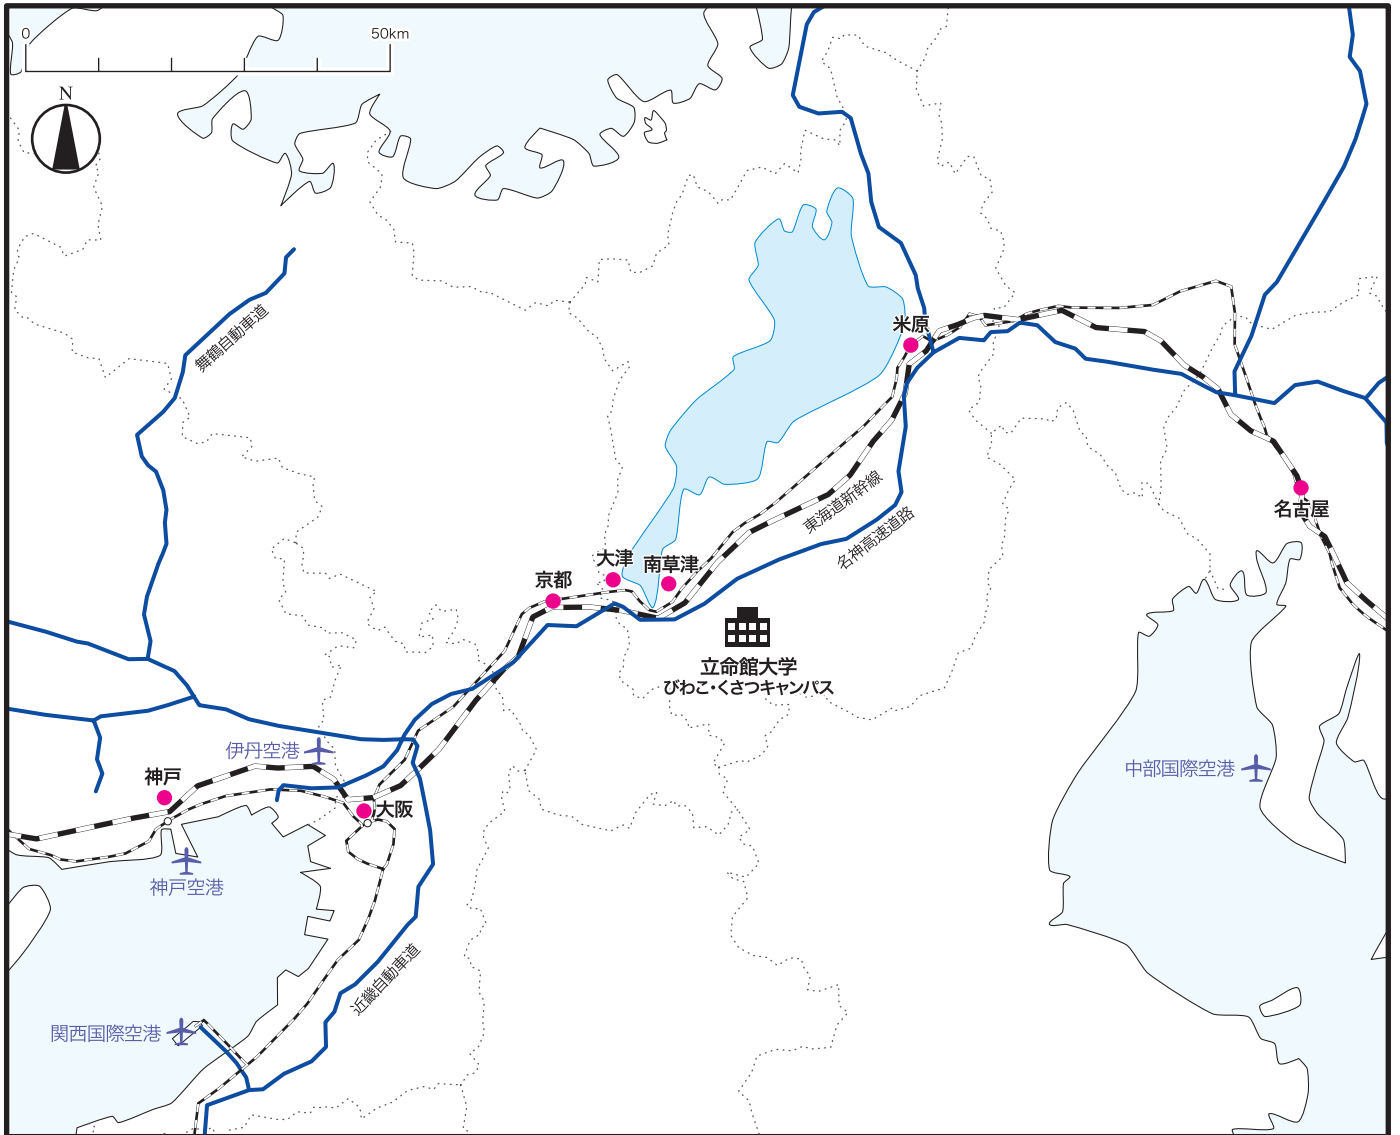 0
50km
N
舞鶴自動車道
米原
名古屋
東海道新幹線
名神高速道路
大津
南草津
京都
立命館大学
びわこ・くさつキャンパス
伊丹空港
神戸
大阪
中部国際空港
神戸空港
近畿自動車道
関西国際空港